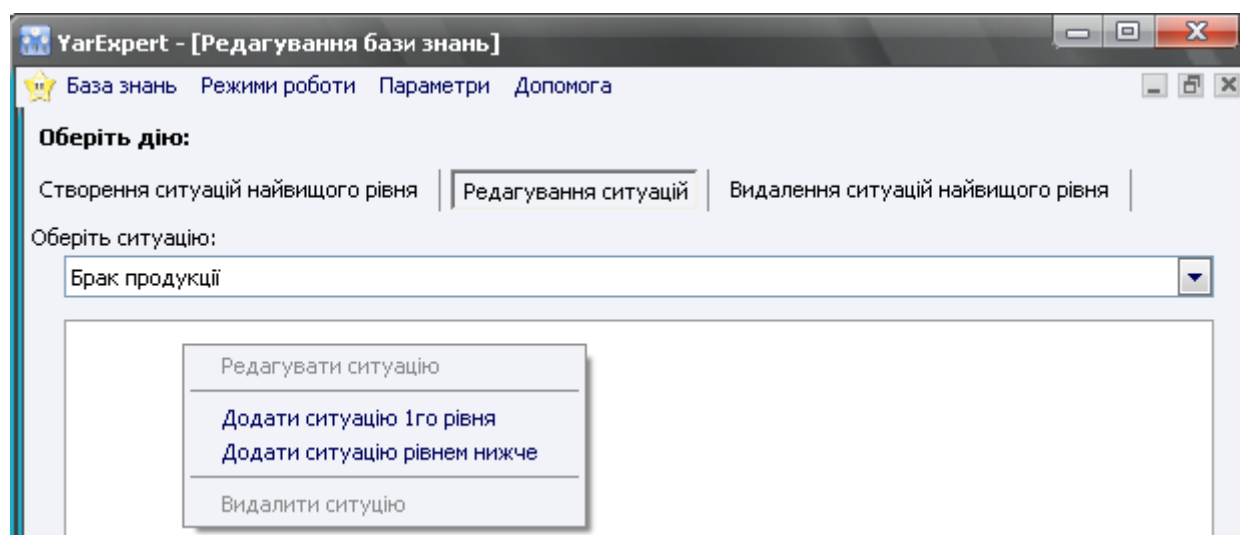 YarExpert - [Редагування бази знань]
База знань Режими роботи Параметри Допомога
Оберіть дію:
Створення ситуацій найвищого рівня Редагування ситуацій Видалення ситуацій найвищого рівня
Оберіть ситуацію:
Брак продукції
Редагувати ситуацію
Додати ситуацію 1го рівня
Додати ситуацію рівнем нижче
Видалити ситуцію